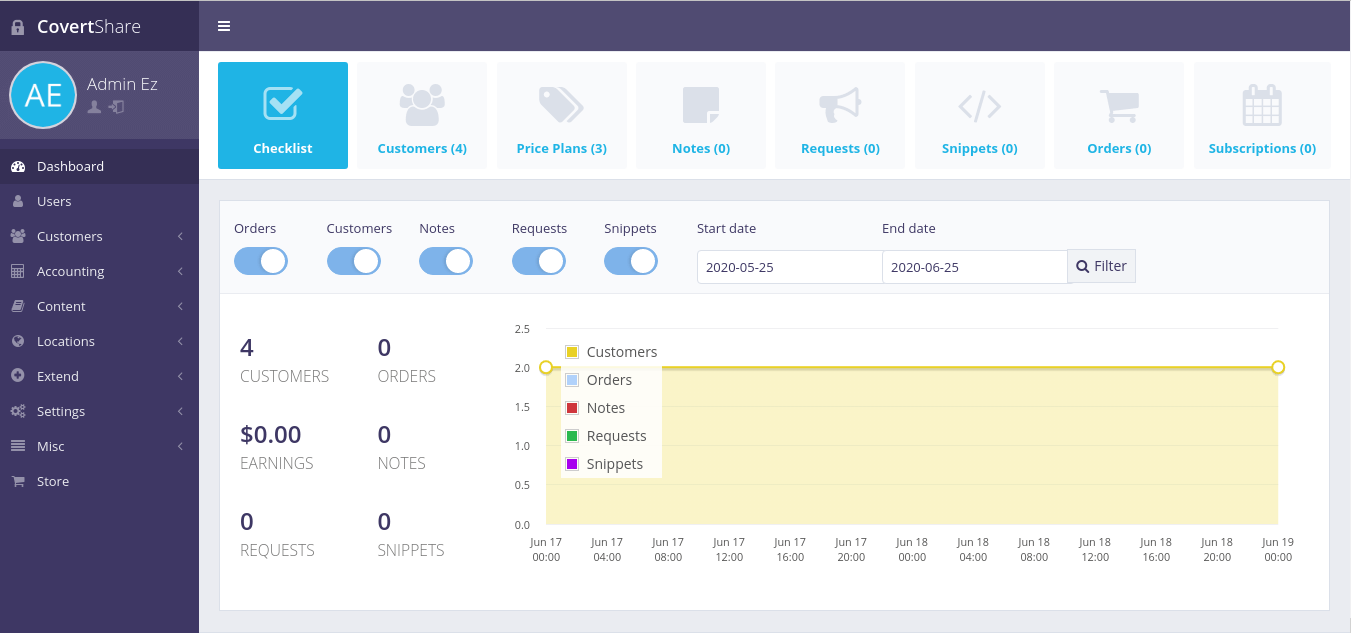 CovertShare
AE
Admin Ez
Dashboard
Users
Customers
Accounting
Content
Locations
Extend
Settings
Misc
Store
Checklist
Customers (4)
Price Plans (3)
Notes (0)
Requests (0)
Snippets (0)
Orders (0)
Subscriptions (0)
Orders
Customers
Notes
Requests
Snippets
Start date
End date
2020-05-25
2020-06-25
Filter
4
CUSTOMERS
0
ORDERS
$0.00
EARNINGS
0
NOTES
0
REQUESTS
0
SNIPPETS
2.5
2.0
1.5
1.0
0.5
0.0
Customers
Orders
Notes
Requests
Snippets
Jun 17 00:00
Jun 17 04:00
Jun 17 08:00
Jun 17 12:00
Jun 17 16:00
Jun 17 20:00
Jun 18 00:00
Jun 18 04:00
Jun 18 08:00
Jun 18 12:00
Jun 18 16:00
Jun 18 20:00
Jun 19 00:00